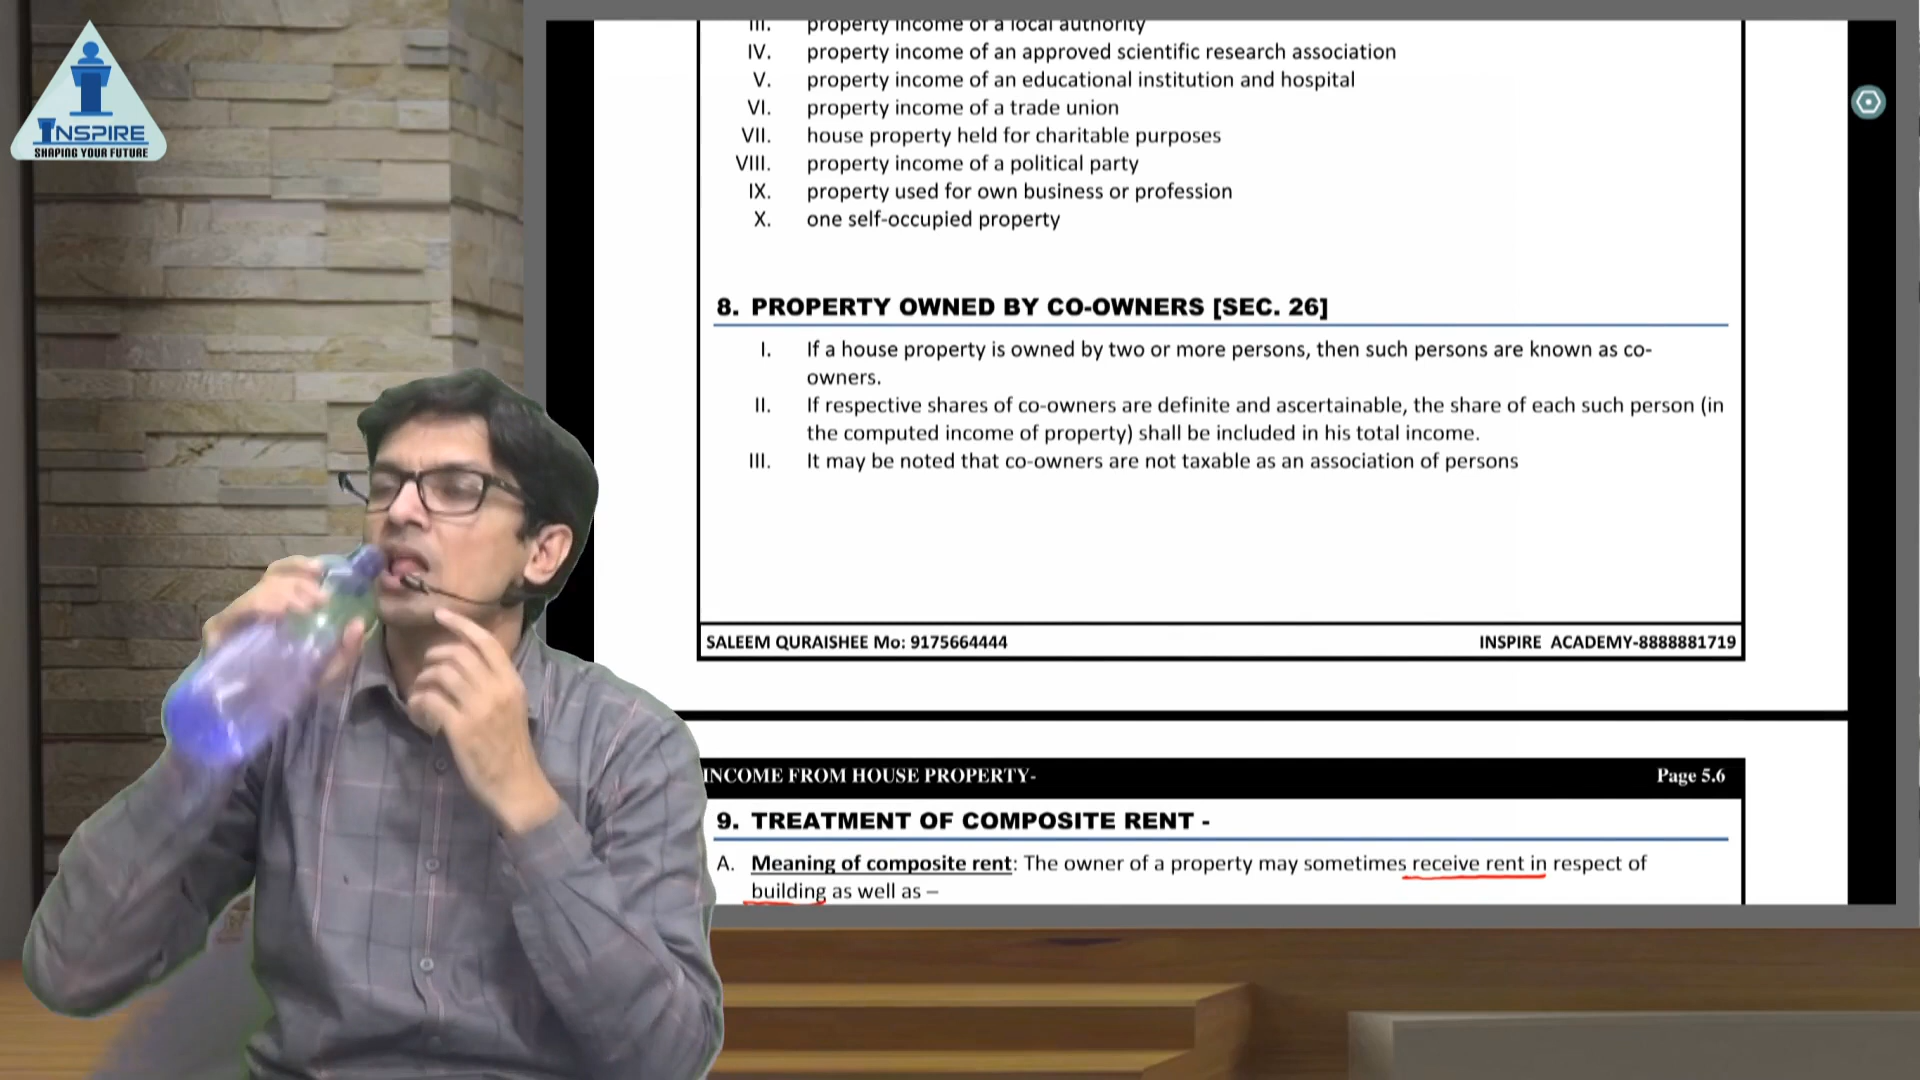 INSPIRE
SHAPING YOUR FUTURE
III. property income of a local authority
IV. property income of an approved scientific research association
V. property income of an educational institution and hospital
VI. property income of a trade union
VII. house property held for charitable purposes
VIII. property income of a political party
IX. property used for own business or profession
X. one self-occupied property
8. PROPERTY OWNED BY CO-OWNERS [SEC. 26]
I. If a house property is owned by two or more persons, then such persons are known as co-
owners.
II. If respective shares of co-owners are definite and ascertainable, the share of each such person (in
the computed income of property) shall be included in his total income.
III. It may be noted that co-owners are not taxable as an association of persons
SALEEM QURAISHEE Mo: 9175664444 INSPIRE ACADEMY-8888881719
INCOME FROM HOUSE PROPERTY- Page 5.6
9. TREATMENT OF COMPOSITE RENT -
A. Meaning of composite rent: The owner of a property may sometimes receive rent in respect of
building as well as –